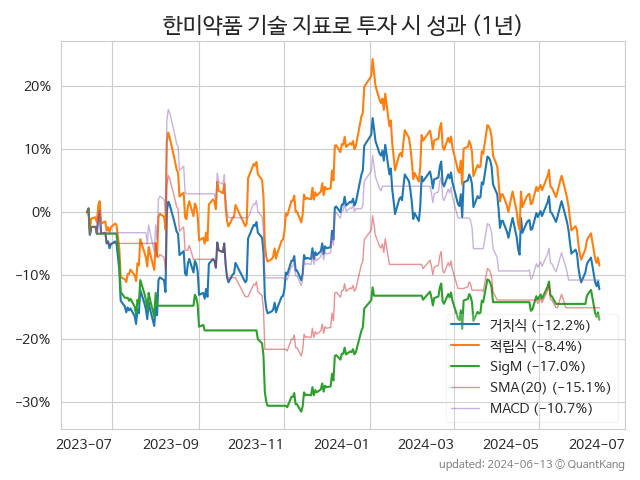 한미약품 기술 지표로 투자 시 성과 (1년)
20%
10%
0%
−10%
−20%
−30%
거치식 (−12.2%)
적립식 (−8.4%)
SigM (−17.0%)
SMA(20) (−15.1%)
MACD (−10.7%)
2023−07 2023−09 2023−11 2024−01 2024−03 2024−05 2024−07
updated: 2024-06-13 © QuantKang